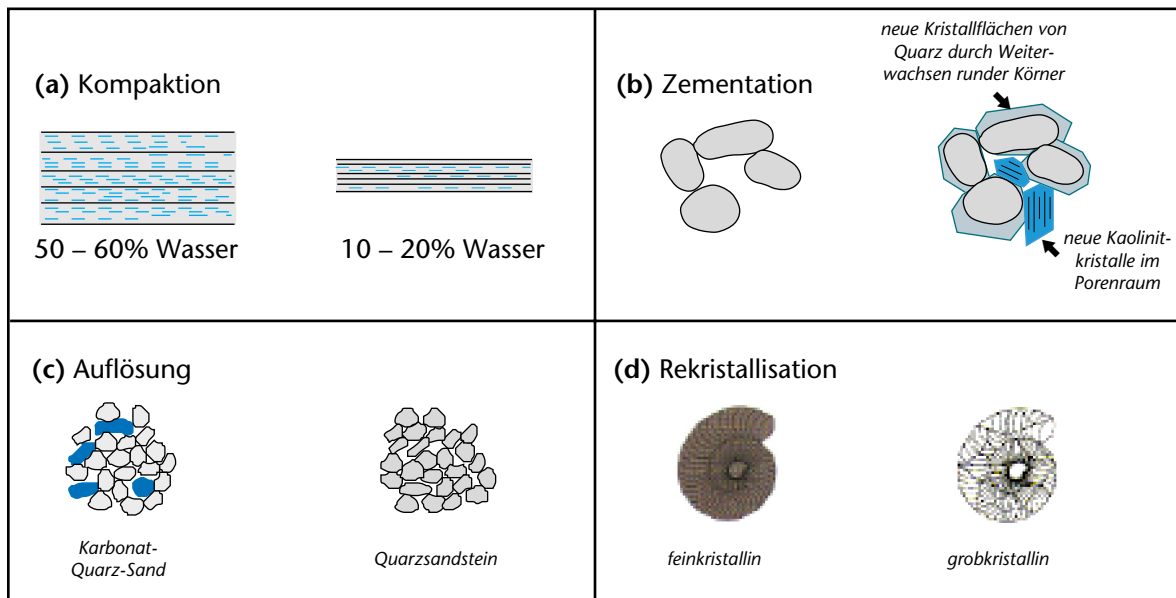 (a) Kompaktion
50 – 60% Wasser
10 – 20% Wasser
(b) Zementation
neue Kristallflächen von
Quarz durch Weiter-
wachsen runder Körner
neue Kaolinit-
kristalle im
Porenraum
(c) Auflösung
Karbonat-
Quarz-Sand
Quarzsandstein
(d) Rekristallisation
feinkristallin
grobkristallin